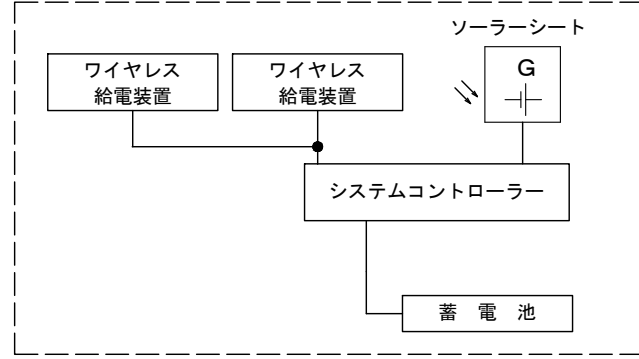 ソーラーシート
ワイヤレス
給電装置
ワイヤレス
給電装置
G
システムコントローラー
蓄 電 池